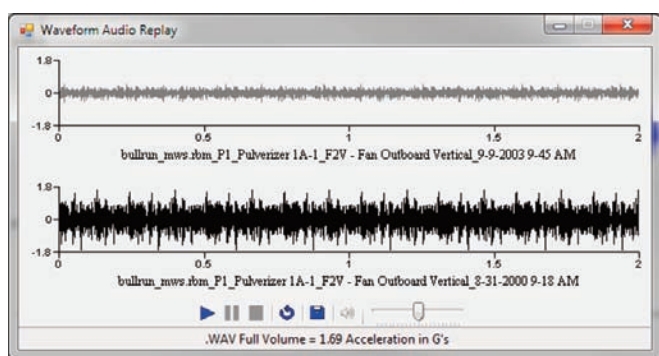 Waveform Audio Replay
1.8
0
-1.8
0 0.5 1 1.5 2
bullrun_mws.rbm_P1_Pulverizer 1A-1_F2V - Fan Outboard Vertical_9-9-2003 9-45 AM
1.8
0
-1.8
0 0.5 1 1.5 2
bullrun_mws.rbm_P1_Pulverizer 1A-1_F2V - Fan Outboard Vertical_8-31-2000 9-18 AM
.WAV Full Volume = 1.69 Acceleration in G's